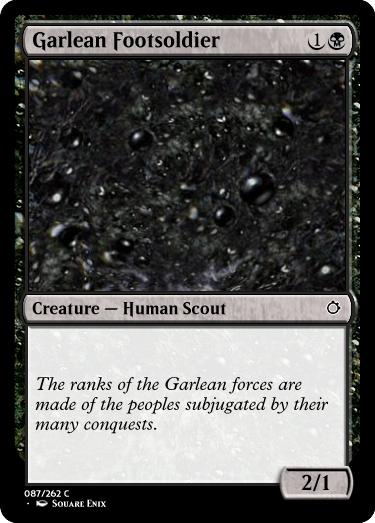 Garlean Footsoldier 1
Creature — Human Scout
The ranks of the Garlean forces are
made of the peoples subjugated by their
many conquests.
2/1
087/262 C
· Square Enix